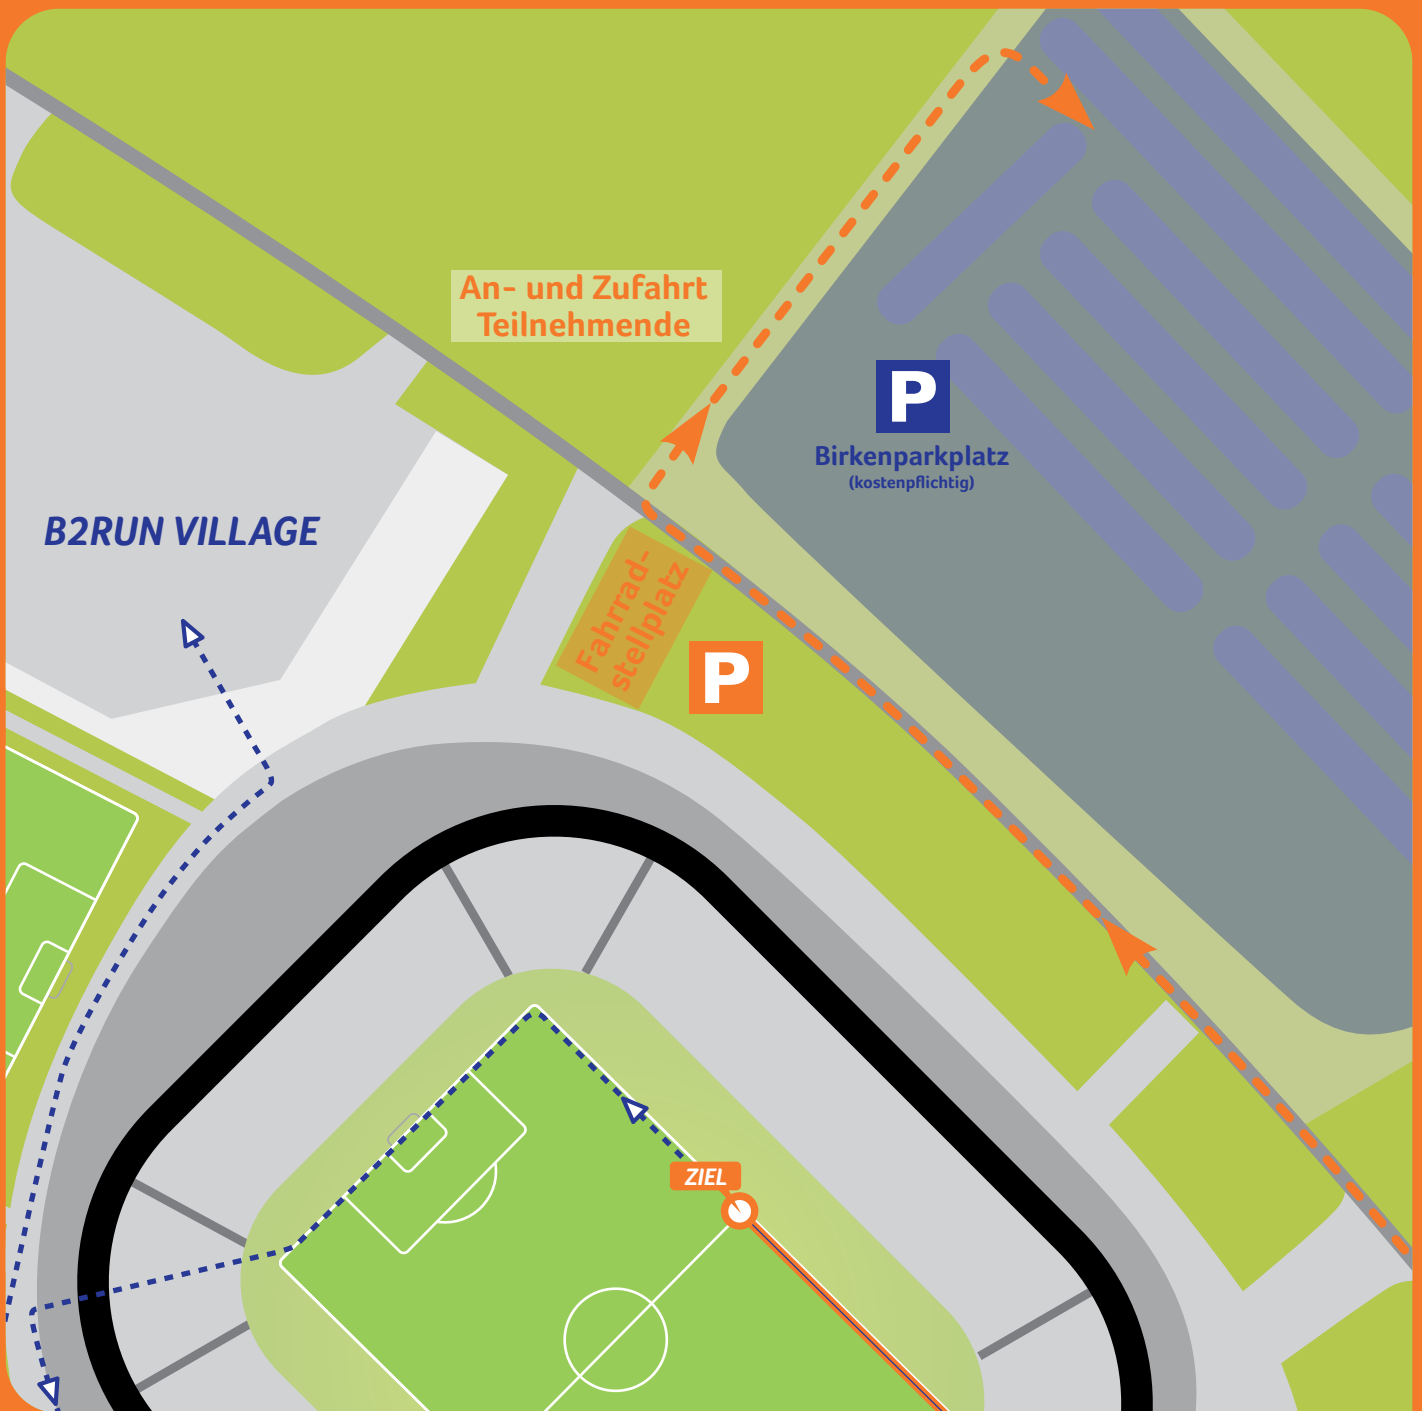 An- und Zufahrt
Teilnehmende
P
Birkenparkplatz
(kostenpflichtig)
B2RUN VILLAGE
Fahrrad-
stellplatz
P
ZIEL